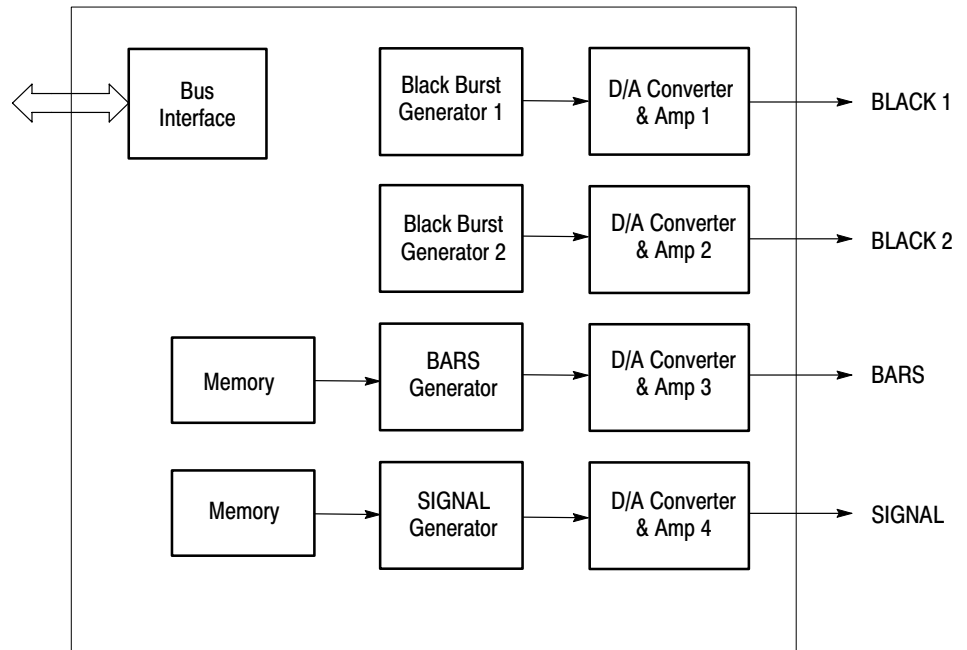 Bus
Interface
Black Burst
Generator 1
D/A Converter
& Amp 1
BLACK 1
Black Burst
Generator 2
D/A Converter
& Amp 2
BLACK 2
Memory
BARS
Generator
D/A Converter
& Amp 3
BARS
Memory
SIGNAL
Generator
D/A Converter
& Amp 4
SIGNAL